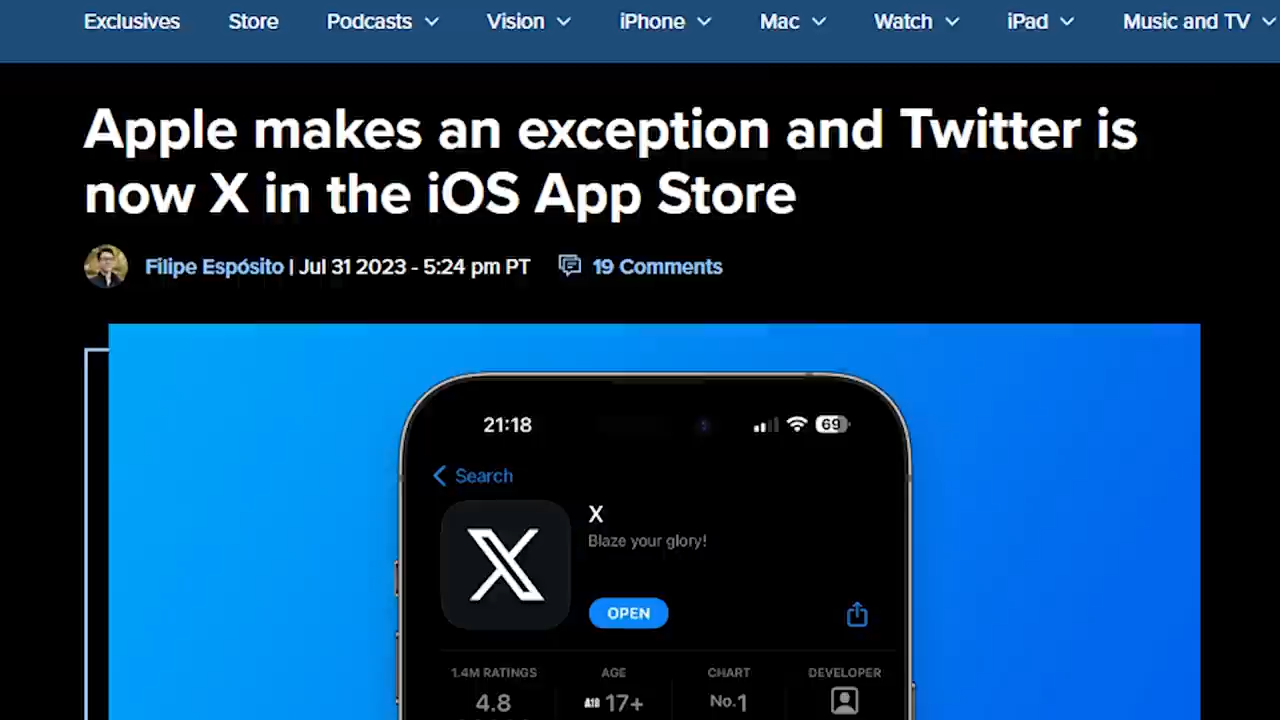 Exclusives Store Podcasts Vision iPhone Mac Watch iPad Music and TV
Apple makes an exception and Twitter is
now X in the iOS App Store
Filipe Espósito | Jul 31 2023 - 5:24 pm PT 19 Comments
21:18 69
Search
X
Blaze your glory!
OPEN
1.4M RATINGS AGE CHART DEVELOPER
4.8 17+ No.1